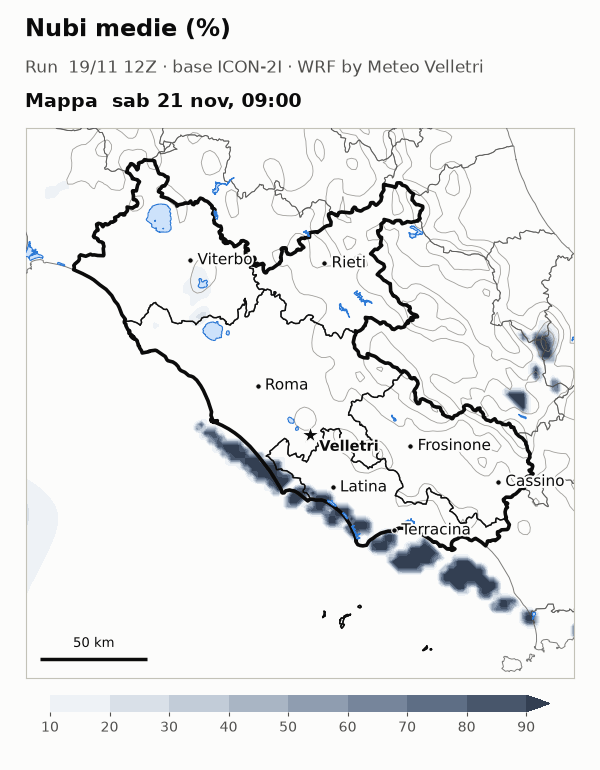 Nubi medie (%)
Run 19/11 12Z · base ICON-2I · WRF by Meteo Velletri
Mappa sab 21 nov, 09:00
Viterbo
Rieti
Roma
Velletri
Frosinone
Latina
Cassino
Terracina
50 km
10 20 30 40 50 60 70 80 90